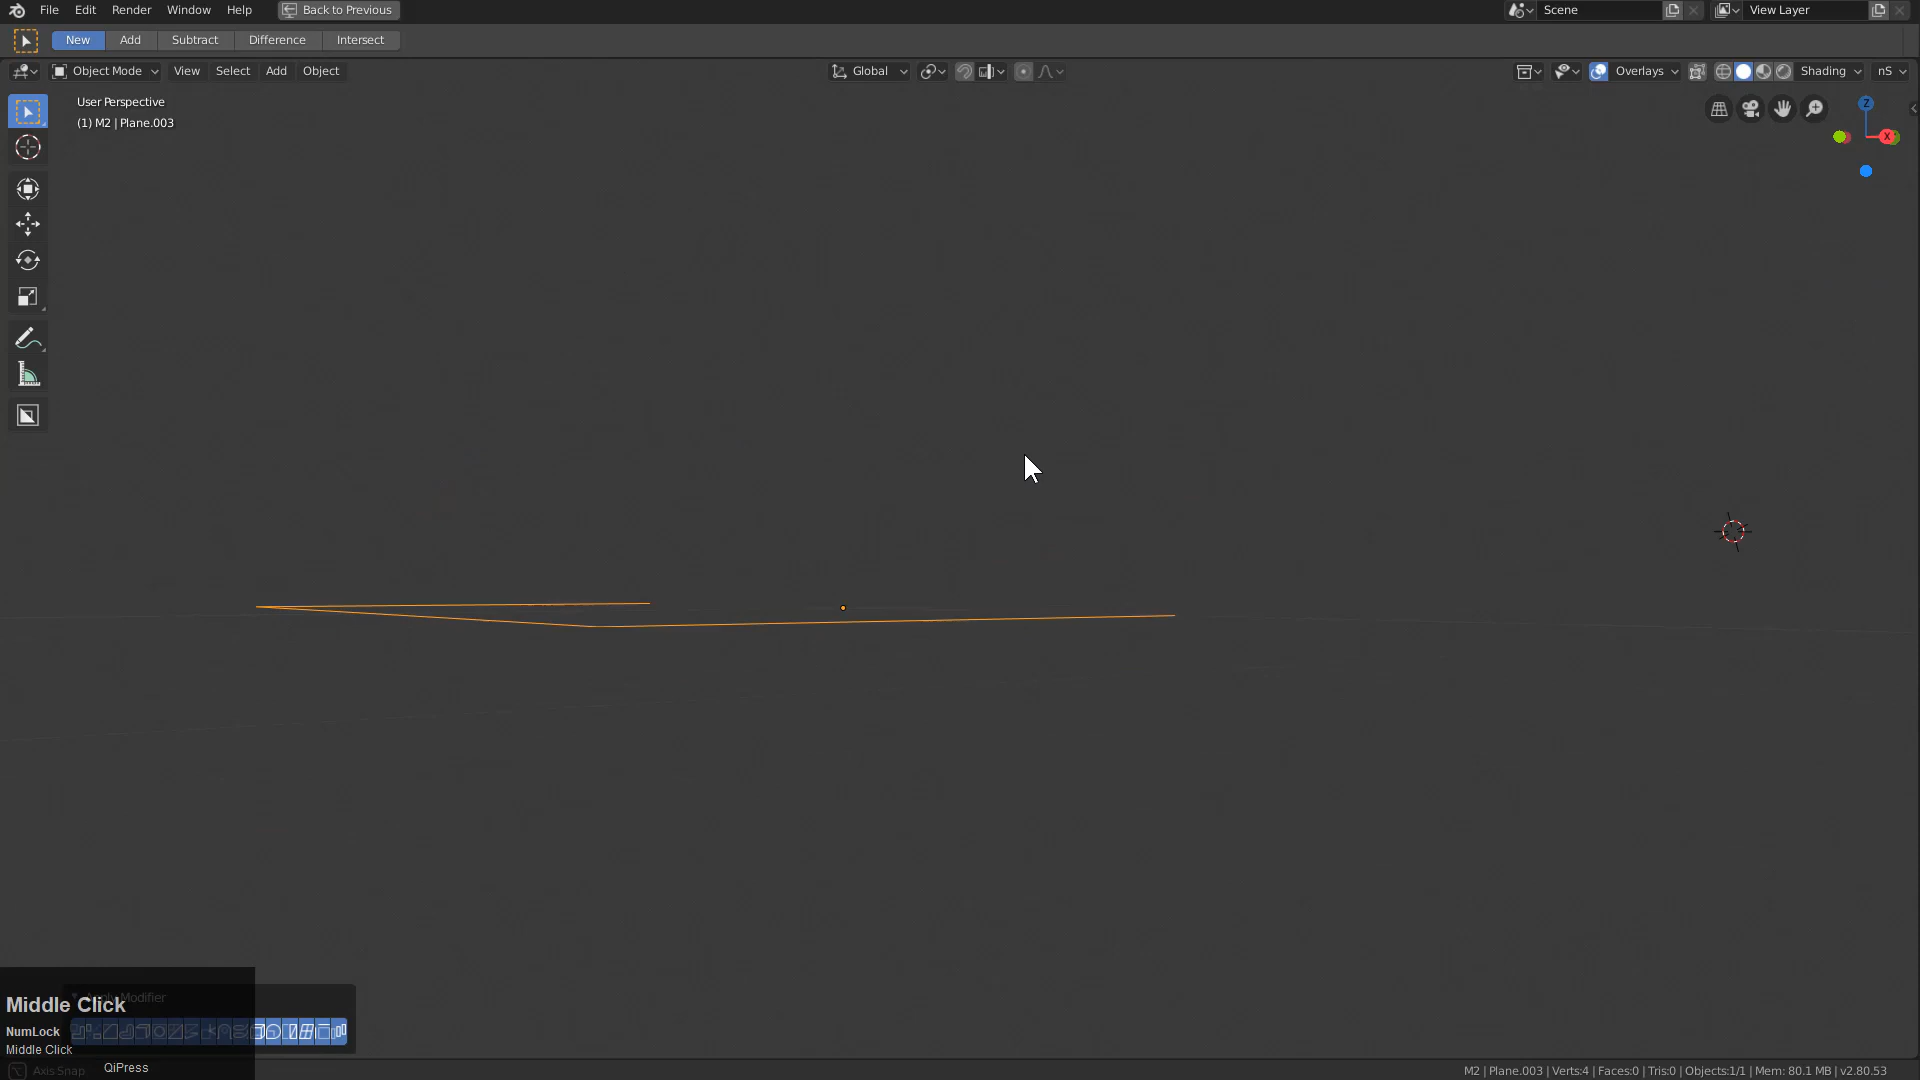 File Edit Render Window Help Back to Previous Scene View Layer
New Add Subtract Difference Intersect
Object Mode View Select Add Object Global Overlays Shading nS
User Perspective
(1) M2 | Plane.003
Z
X
Modifier
Middle Click
NumLock
Middle Click
QiPress
Axis Snap
M2 | Plane.003 | Verts:4 | Faces:0 | Tris:0 | Objects:1/1 | Mem: 80.1 MB | v2.80.53